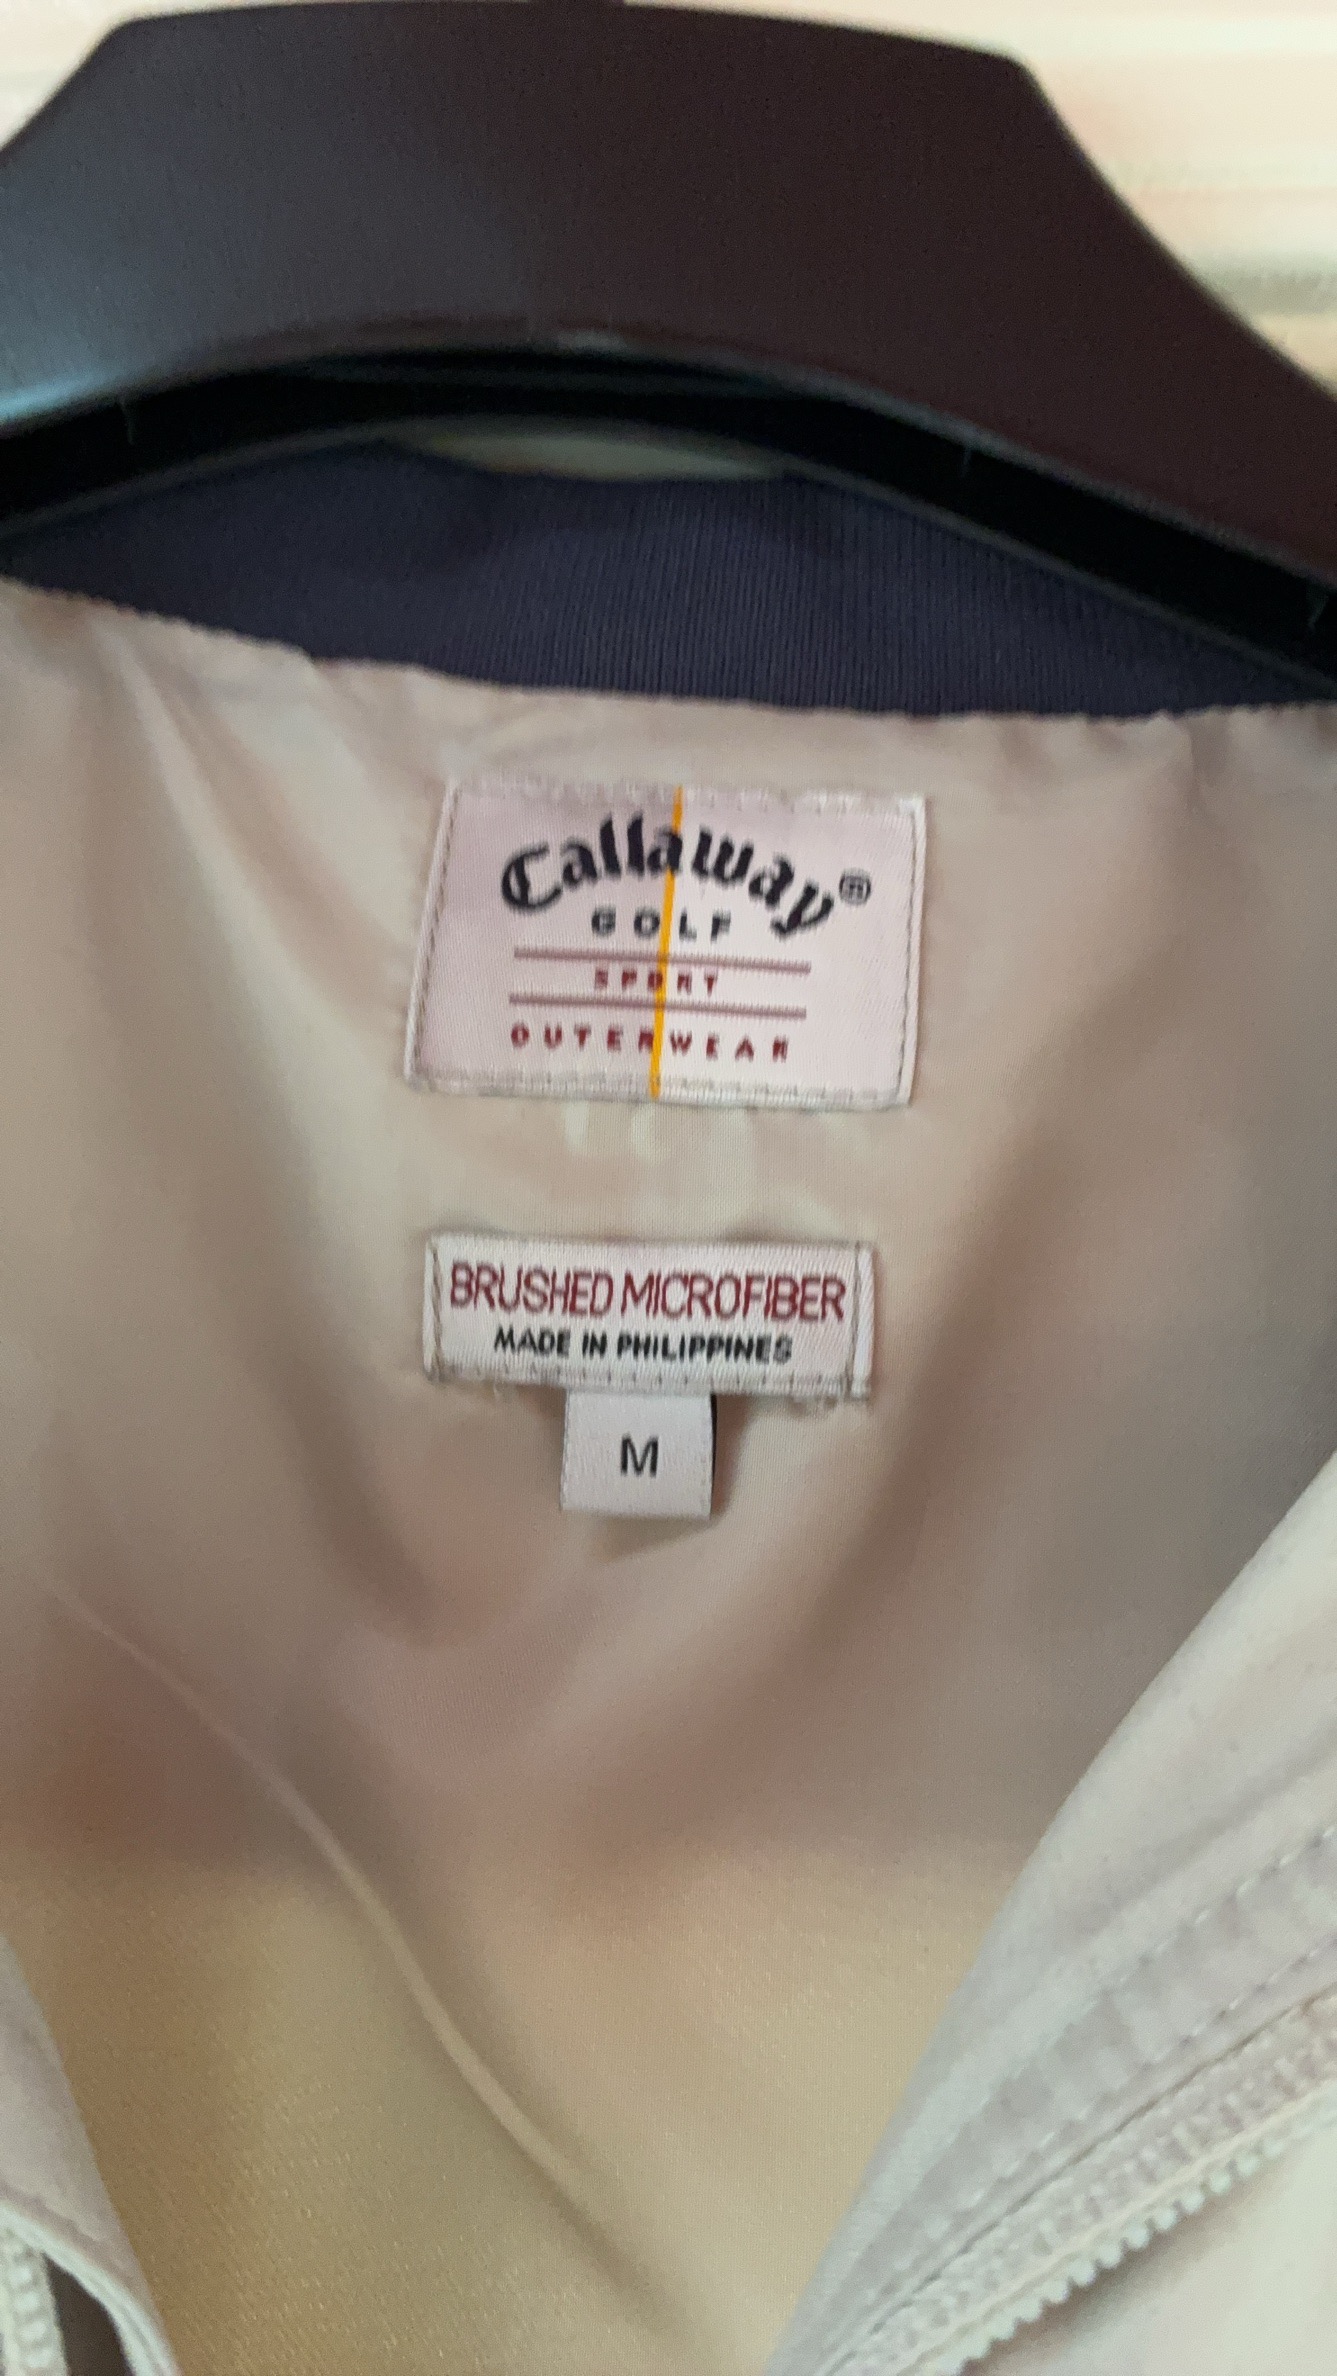 Callaway®
GOLF
SPORT
OUTERWEAR
BRUSHED MICROFIBER
MADE IN PHILIPPINES
M